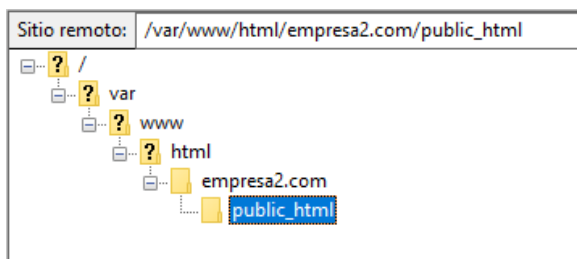 Sitio remoto: /var/www/html/empresa2.com/public_html
? /
? var
? www
? html
empresa2.com
public_html